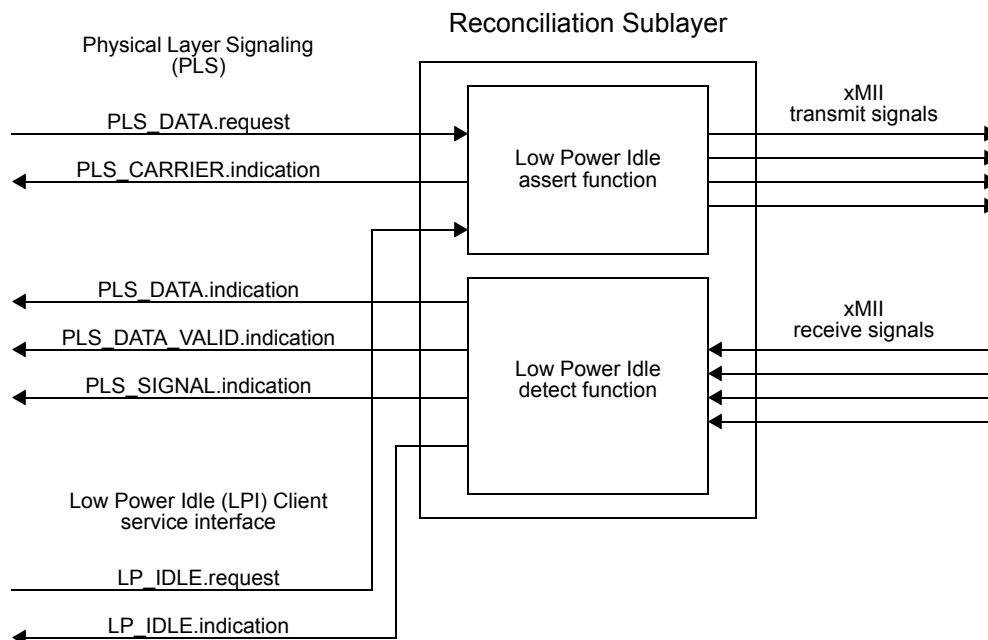 Reconciliation Sublayer
Physical Layer Signaling
(PLS)
xMII
transmit signals
PLS_DATA.request
Low Power Idle
assert function
PLS_CARRIER.indication
PLS_DATA.indication
xMII
receive signals
PLS_DATA_VALID.indication
Low Power Idle
detect function
PLS_SIGNAL.indication
Low Power Idle (LPI) Client
service interface
LP_IDLE.request
LP_IDLE.indication